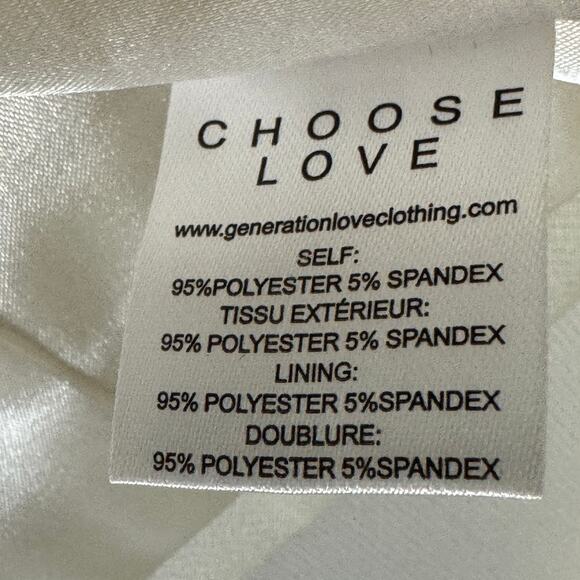 CHOOSE
LOVE
www.generationloveclothing.com
SELF:
95%POLYESTER 5% SPANDEX
TISSU EXTÉRIEUR:
95% POLYESTER 5% SPANDEX
LINING:
95% POLYESTER 5%SPANDEX
DOUBLURE:
95% POLYESTER 5%SPANDEX